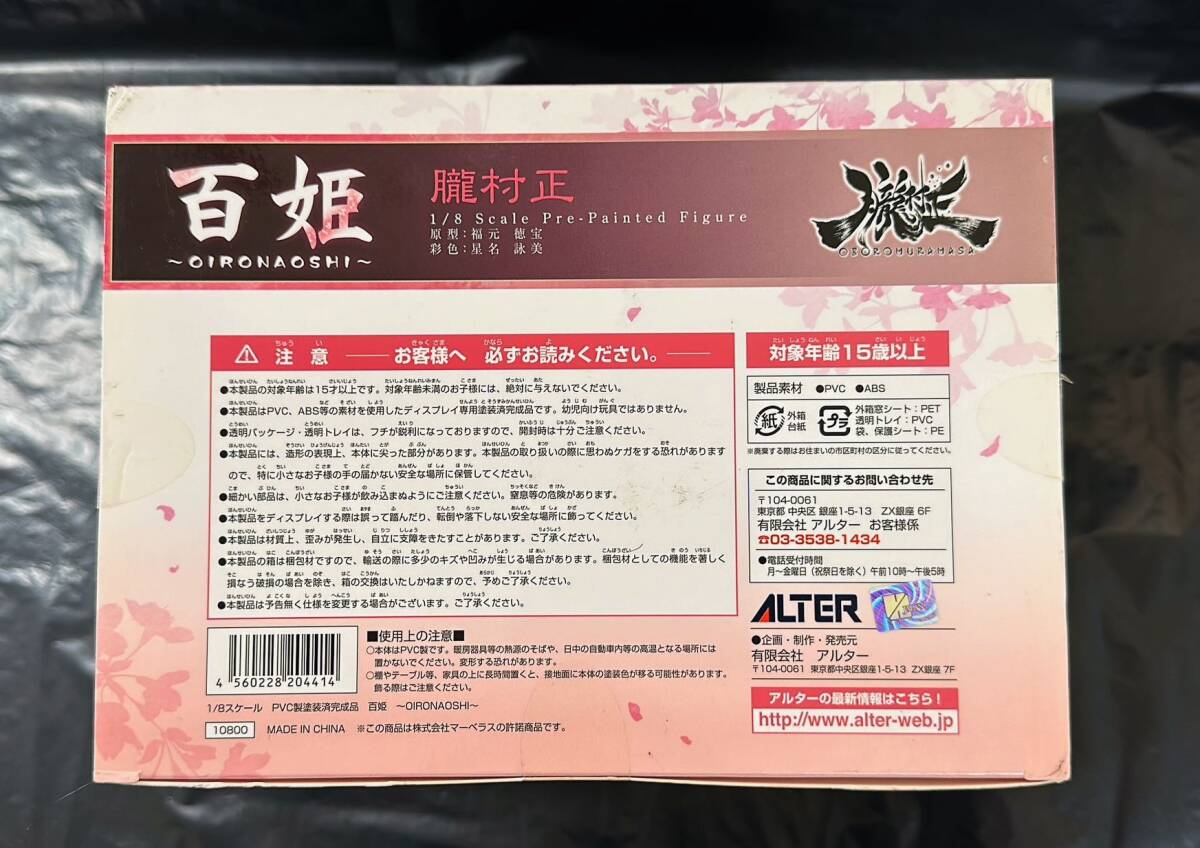 百姫
～OIRONAOSHI～
朧村正
1/8 Scale Pre-Painted Figure
原型：福元 徳宝
彩色：星名 詠美
朧村正
OBOROMURAMASA
⚠ 注意 ── お客様へ 必ずお読みください。──
●本製品の対象年齢は15才以上です。対象年齢未満のお子様には、絶対に与えないでください。
●本製品はPVC、ABS等の素材を使用したディスプレイ専用塗装済完成品です。幼児向け玩具ではありません。
●透明パッケージ・透明トレイは、フチが鋭利になっておりますので、開封時は十分ご注意ください。
●本製品には、造形の表現上、本体に尖った部分があります。本製品の取り扱いの際に思わぬケガをする恐れがあります
ので、特に小さなお子様の手の届かない安全な場所に保管してください。
●細かい部品は、小さなお子様が飲み込まぬようにご注意ください。窒息等の危険があります。
●本製品をディスプレイする際は誤って踏んだり、転倒や落下しない安全な場所に飾ってください。
●本製品は材質上、歪みが発生し、自立に支障をきたすことがあります。ご了承ください。
●本製品の箱は梱包材ですので、輸送の際に多少のキズや凹みが生じる場合があります。梱包材としての機能を著しく
損なう破損の場合を除き、箱の交換はいたしかねますので、予めご了承ください。
●本製品は予告無く仕様を変更する場合がございます。ご了承ください。
対象年齢15歳以上
製品素材 ●PVC ●ABS
紙 外箱
台紙
プラ 外箱窓シート：PET
透明トレイ：PVC
袋、保護シート：PE
※廃棄する際はお住まいの市区町村の区分に従ってください。
この商品に関するお問い合わせ先
〒104-0061
東京都 中央区 銀座1-5-13 ZX銀座 6F
有限会社 アルター お客様係
☎03-3538-1434
●電話受付時間
月～金曜日（祝祭日を除く）午前10時～午後5時
ALTER
●企画・制作・発売元
有限会社 アルター
〒104-0061 東京都中央区銀座1-5-13 ZX銀座 7F
アルターの最新情報はこちら！
http://www.alter-web.jp
4 560228 204414
■使用上の注意■
○本体はPVC製です。暖房器具等の熱源のそばや、日中の自動車内等の高温となる場所には
置かないでください。変形する恐れがあります。
○棚やテーブル等、家具の上に長時間置くと、接地面に本体の塗装色が移る可能性があります。
飾る際はご注意ください。
1/8スケール PVC製塗装済完成品 百姫 ～OIRONAOSHI～
10800 MADE IN CHINA ※この商品は株式会社マーベラスの許諾商品です。